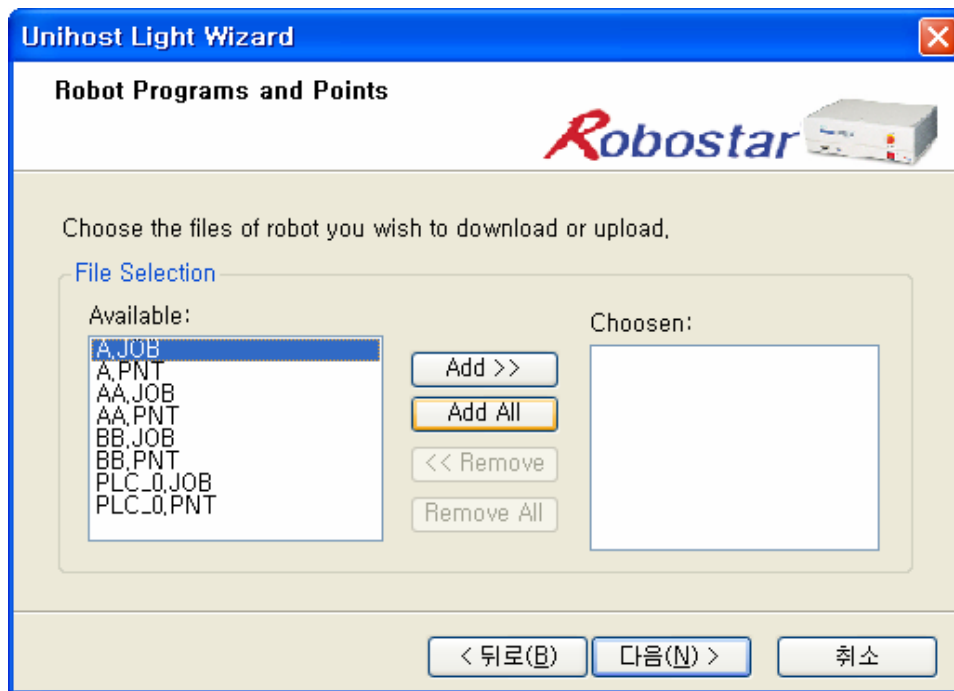 Unihost Light Wizard
Robot Programs and Points
Robostar
Choose the files of robot you wish to download or upload.
File Selection
Available:
Choosen:
A.JOB
A.PNT
AA.JOB
AA.PNT
BB.JOB
BB.PNT
PLC_0.JOB
PLC_0.PNT
Add >>
Add All
<< Remove
Remove All
< 뒤로(B)
다음(N) >
취소